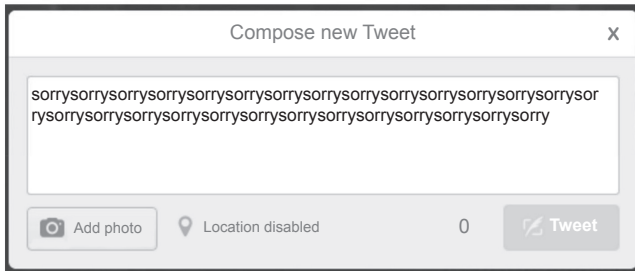 Compose new Tweet X
sorrysorrysorrysorrysorrysorrysorrysorrysorrysorrysorrysorrysorrysorrysor
rysorrysorrysorrysorrysorrysorrysorrysorrysorrysorrysorrysorrysorry
Add photo Location disabled 0 Tweet